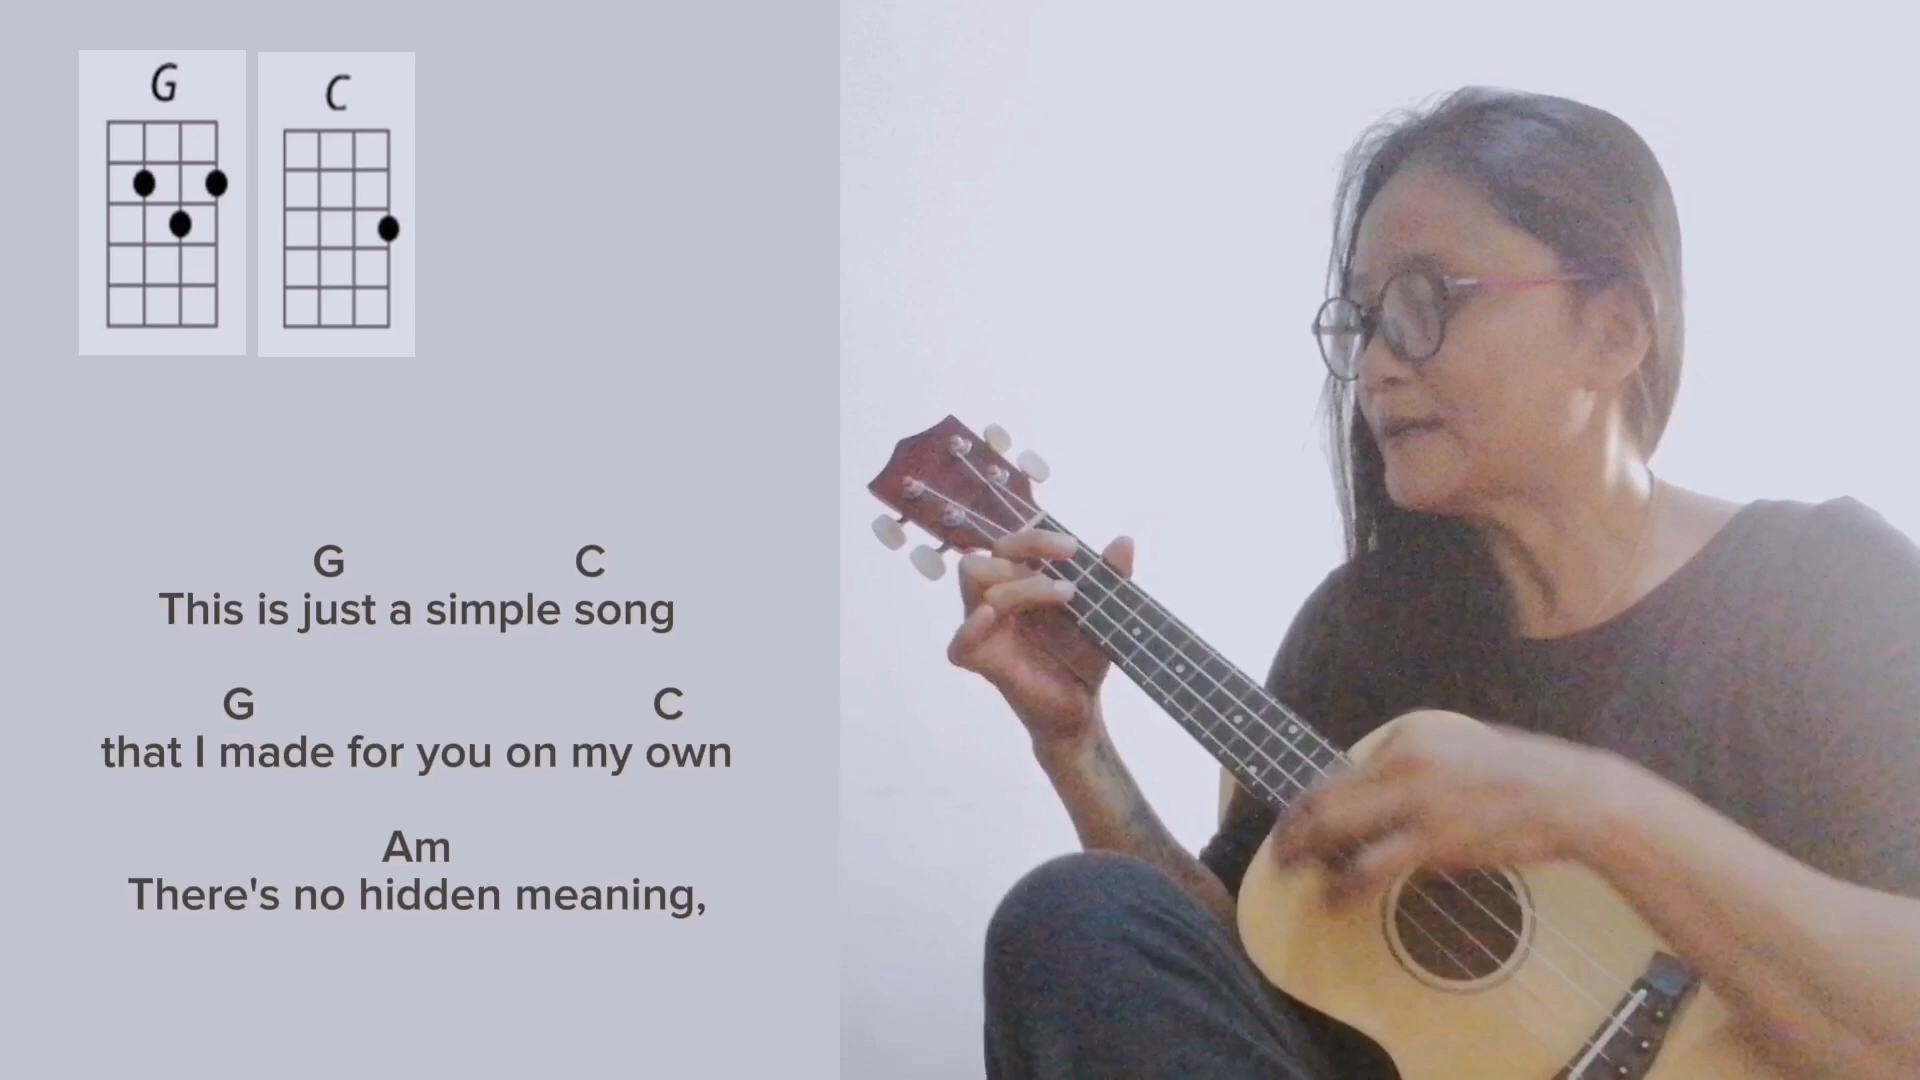 G C
G C
This is just a simple song
G C
that I made for you on my own
Am
There's no hidden meaning,